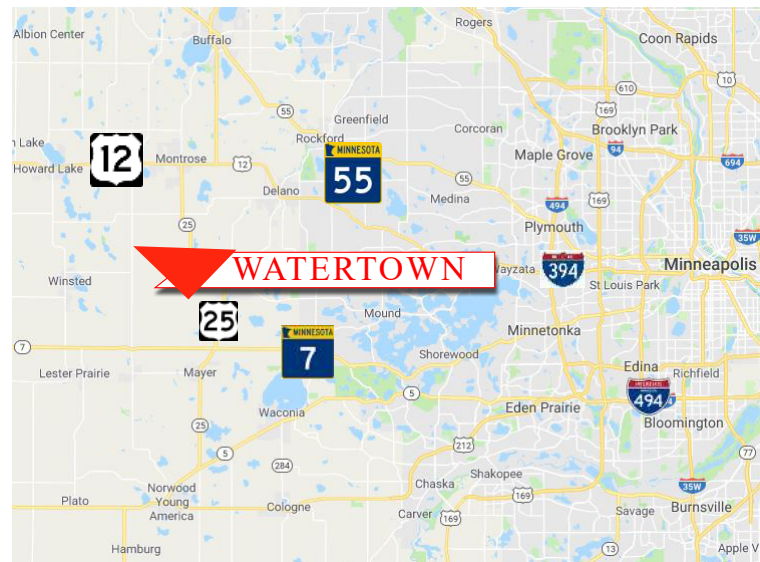 Albion Center
Buffalo
Rogers
Coon Rapids
10
610
55
169
Greenfield
Rockford
Corcoran
Brooklyn Park
n Lake
12
Montrose
12
MINNESOTA
55
Maple Grove
94
694
Howard Lake
Delano
55
Medina
494
169
25
Plymouth
35W
WATERTOWN
Wayzata
394
Minneapolis
Winsted
St Louis Park
25
Mound
MINNESOTA
7
Minnetonka
7
Shorewood
Lester Prairie
Mayer
Edina
Richfield
5
494
Waconia
Eden Prairie
Bloomington
25
5
212
77
284
Shakopee
Chaska
Norwood
Young
America
169
35W
Plato
Cologne
Carver
169
Savage
Burnsville
Hamburg
13
Apple V